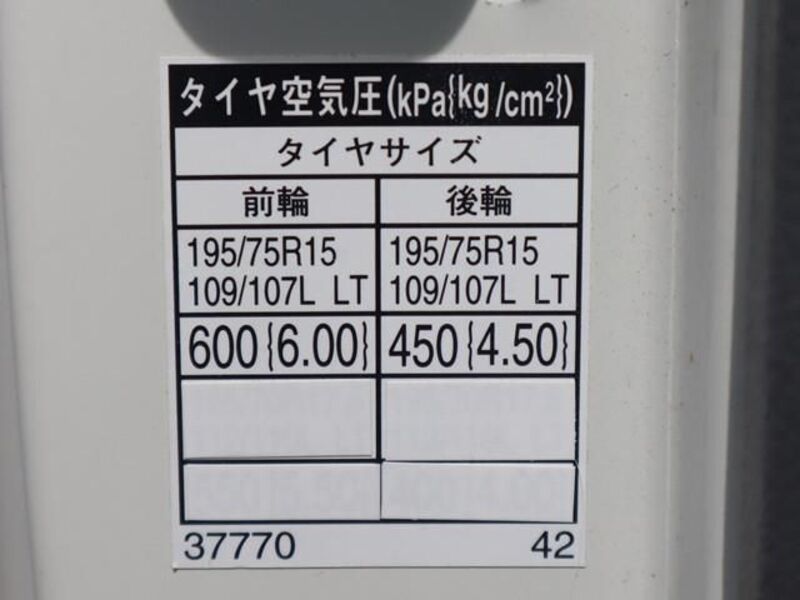 タイヤ空気圧(kPa{kg/cm²})
タイヤサイズ
前輪 後輪
195/75R15 195/75R15
109/107L LT 109/107L LT
600{6.00} 450{4.50}
37770 42